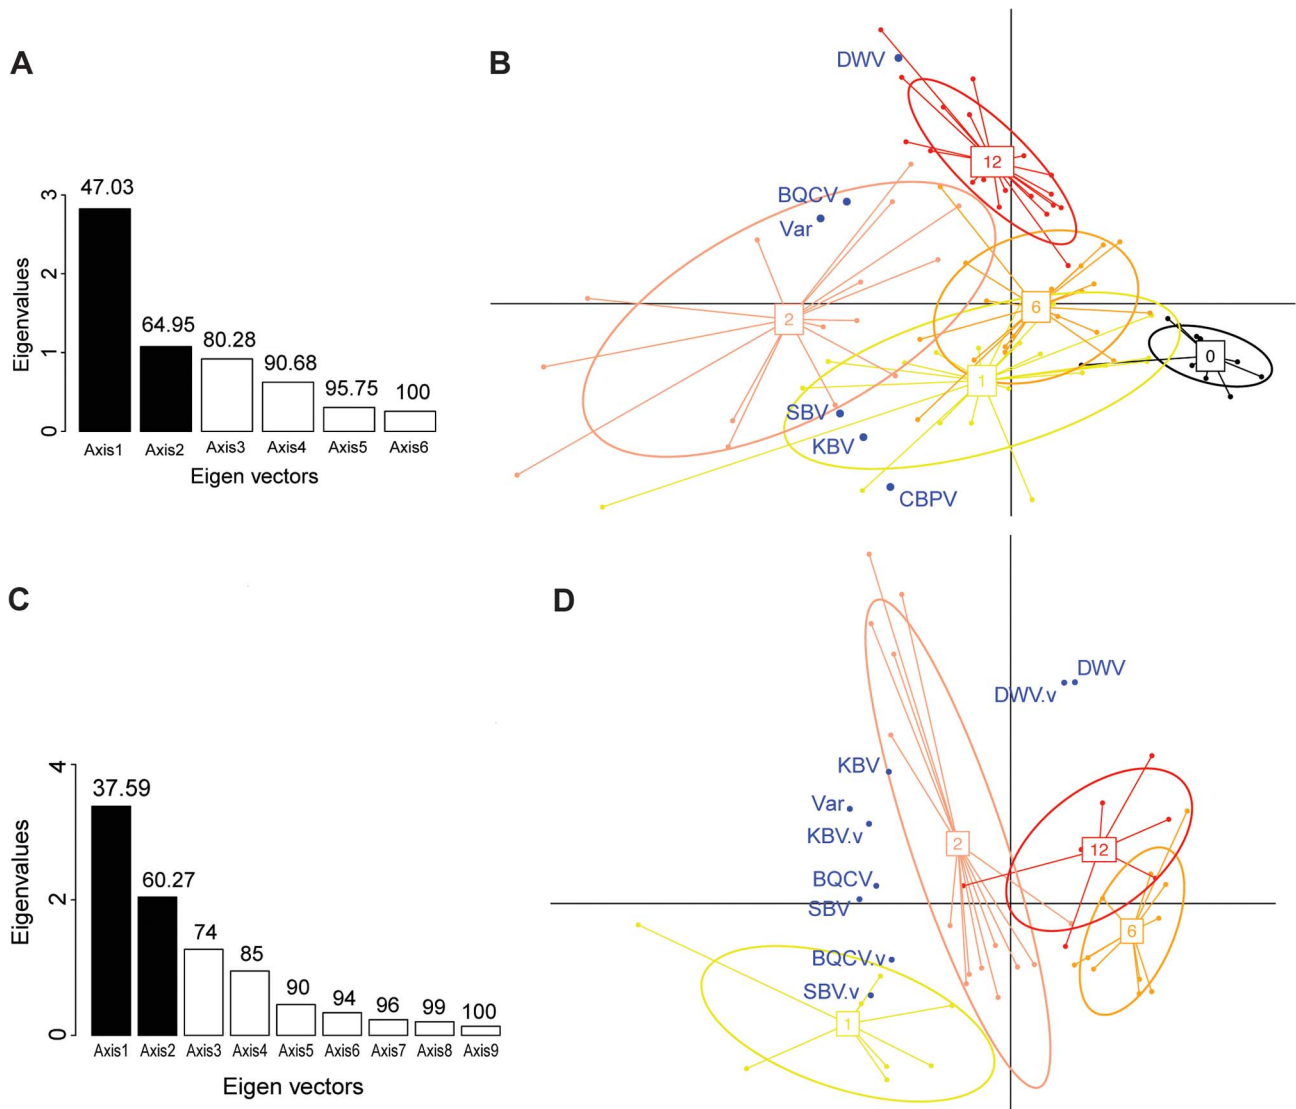 A
Eigenvalues
3
2
1
0
47.03
64.95
80.28
90.68
95.75
100
Axis1 Axis2 Axis3 Axis4 Axis5 Axis6
Eigen vectors
B
DWV
12
BQCV
Var
2
6
0
1
SBV
KBV
CBPV
C
Eigenvalues
4
2
0
37.59
60.27
74
85
90
94
96
99
100
Axis1 Axis2 Axis3 Axis4 Axis5 Axis6 Axis7 Axis8 Axis9
Eigen vectors
D
DWV
DWV.v
KBV
Var
KBV.v
2
12
BQCV
SBV
6
BQCV.v
SBV.v
1